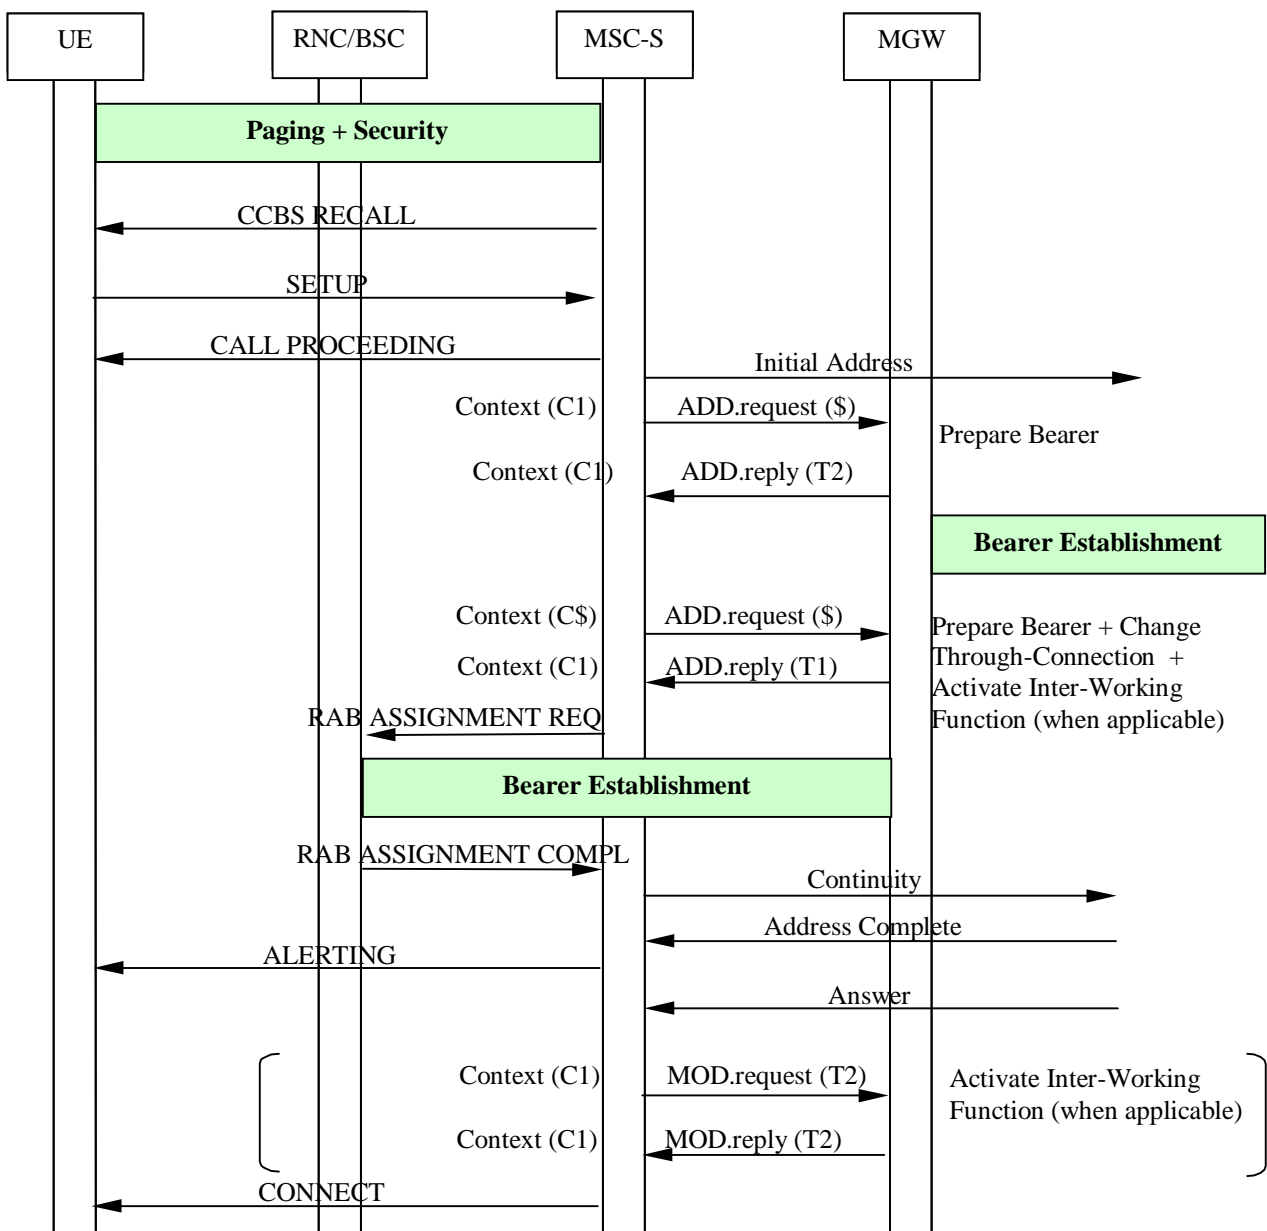 UE
RNC/BSC
MSC-S
MGW
Paging + Security
CCBS RECALL
SETUP
CALL PROCEEDING
Initial Address
Context (C1)
ADD.request ($)
Prepare Bearer
Context (C1)
ADD.reply (T2)
Bearer Establishment
Context (C$)
ADD.request ($)
Prepare Bearer + Change
Through-Connection +
Activate Inter-Working
Function (when applicable)
Context (C1)
ADD.reply (T1)
RAB ASSIGNMENT REQ
Bearer Establishment
RAB ASSIGNMENT COMPL
Continuity
Address Complete
ALERTING
Answer
Context (C1)
MOD.request (T2)
Activate Inter-Working
Function (when applicable)
Context (C1)
MOD.reply (T2)
CONNECT